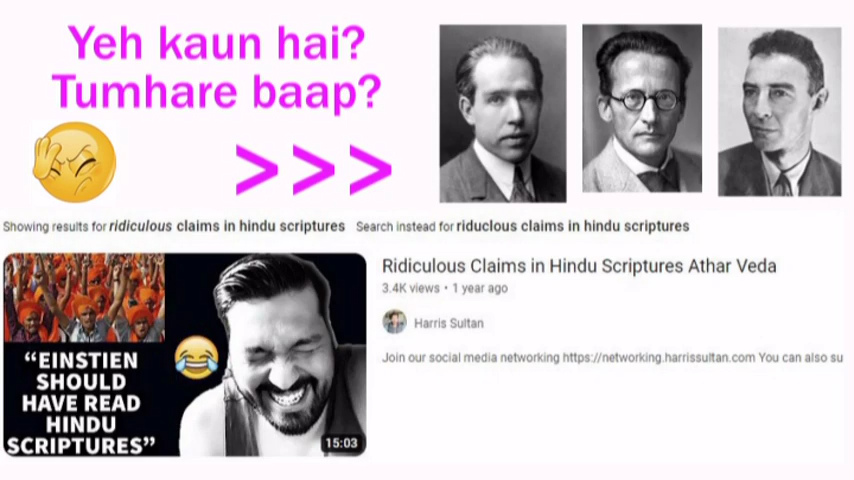 Yeh kaun hai?
Tumhare baap?
> > >
Showing results for ridiculous claims in hindu scriptures Search instead for riduclous claims in hindu scriptures
Ridiculous Claims in Hindu Scriptures Athar Veda
3.4K views • 1 year ago
Harris Sultan
Join our social media networking https://networking.harrissultan.com You can also su
“EINSTIEN
SHOULD
HAVE READ
HINDU
SCRIPTURES”
15:03